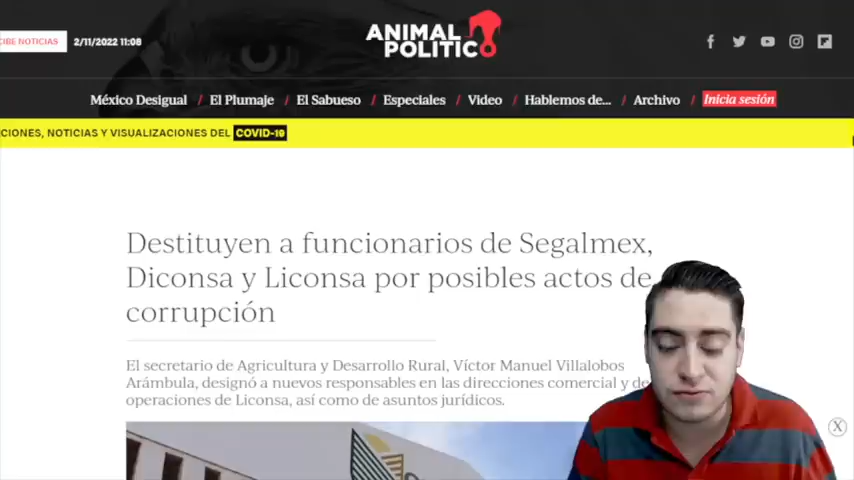 CIBE NOTICIAS
2/11/2022 11:08
ANIMAL
POLITICO
México Desigual / El Plumaje / El Sabueso / Especiales / Video / Hablemos de... / Archivo / Inicia sesión
CIONES, NOTICIAS Y VISUALIZACIONES DEL COVID-19
Destituyen a funcionarios de Segalmex,
Diconsa y Liconsa por posibles actos de
corrupción
El secretario de Agricultura y Desarrollo Rural, Víctor Manuel Villalobos
Arámbula, designó a nuevos responsables en las direcciones comercial y de
operaciones de Liconsa, así como de asuntos jurídicos.
X